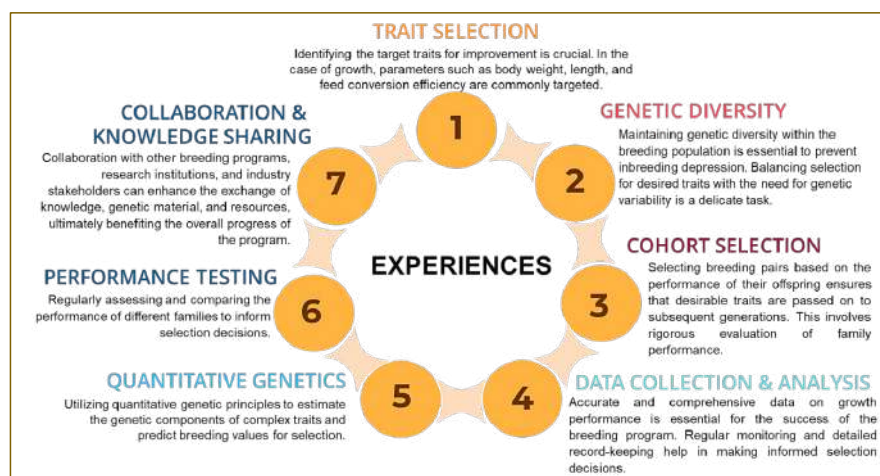 TRAIT SELECTION
Identifying the target traits for improvement is crucial. In the
case of growth, parameters such as body weight, length, and
feed conversion efficiency are commonly targeted.
1
GENETIC DIVERSITY
Maintaining genetic diversity within the
breeding population is essential to prevent
inbreeding depression. Balancing selection
for desired traits with the need for genetic
variability is a delicate task.
2
COHORT SELECTION
Selecting breeding pairs based on the
performance of their offspring ensures
that desirable traits are passed on to
subsequent generations. This involves
rigorous evaluation of family
performance.
3
DATA COLLECTION & ANALYSIS
Accurate and comprehensive data on growth
performance is essential for the success of the
breeding program. Regular monitoring and detailed
record-keeping help in making informed selection
decisions.
4
QUANTITATIVE GENETICS
Utilizing quantitative genetic principles to estimate
the genetic components of complex traits and
predict breeding values for selection.
5
PERFORMANCE TESTING
Regularly assessing and comparing the
performance of different families to inform
selection decisions.
6
COLLABORATION &
KNOWLEDGE SHARING
Collaboration with other breeding programs,
research institutions, and industry
stakeholders can enhance the exchange of
knowledge, genetic material, and resources,
ultimately benefiting the overall progress of
the program.
7
EXPERIENCES